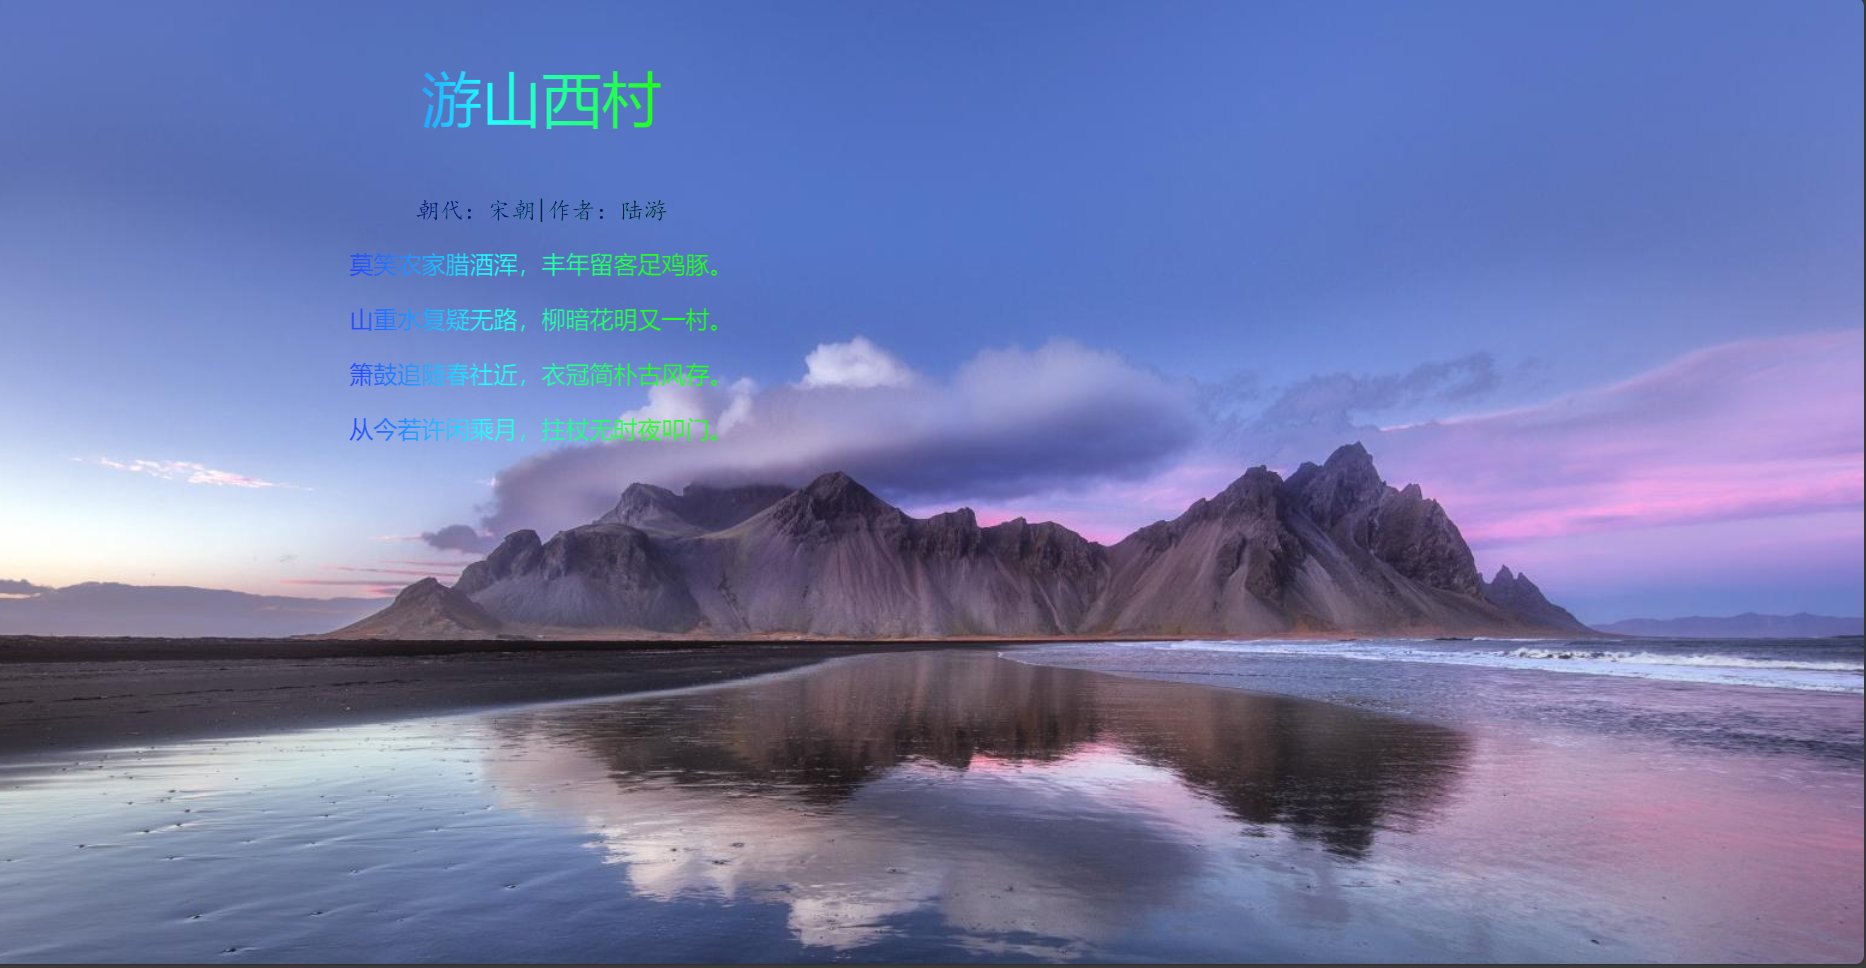 游山西村
朝代：宋朝|作者：陆游
莫笑农家腊酒浑，丰年留客足鸡豚。
山重水复疑无路，柳暗花明又一村。
箫鼓追随春社近，衣冠简朴古风存。
从今若许闲乘月，拄杖无时夜叩门。